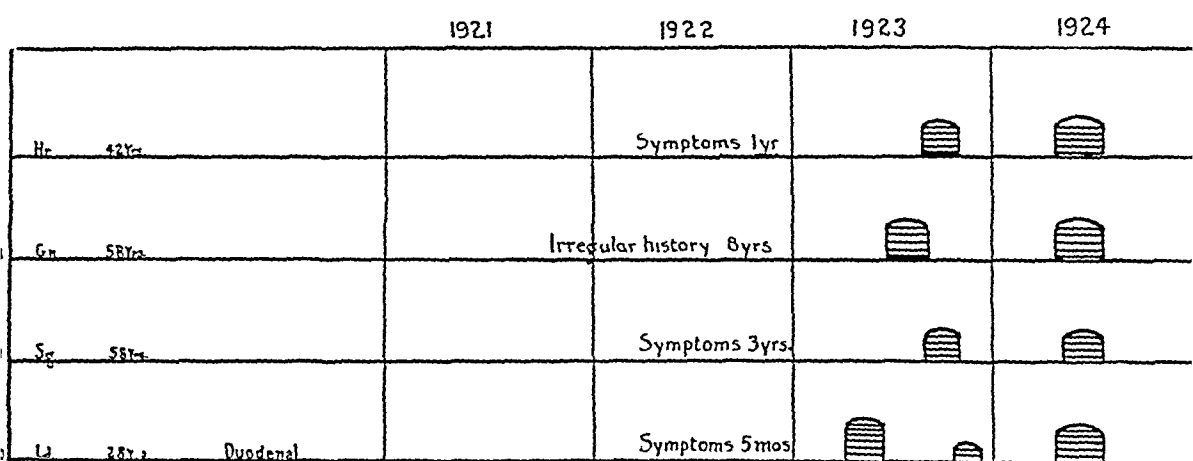 1921 1922 1923 1924
Hr 42Yrs Symptoms 1yr
Gn 58Yrs Irregular history 8yrs
Sg 58Yrs Symptoms 3yrs.
28Yrs Duodenal Symptoms 5mos